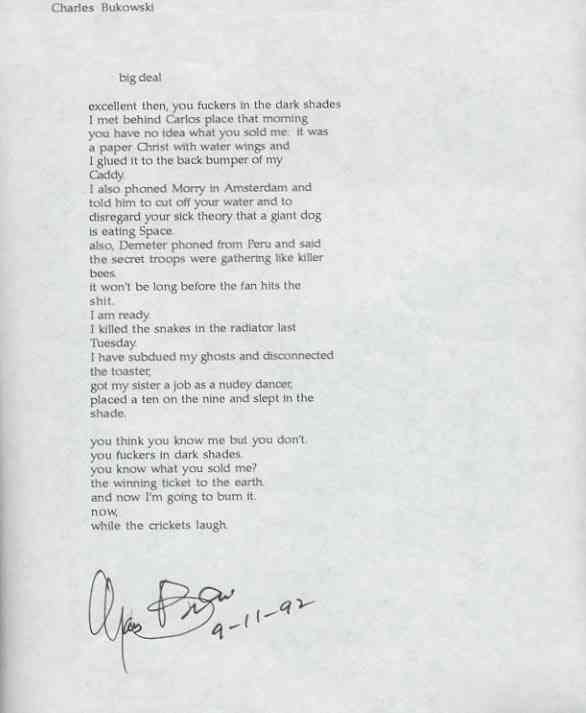 Charles Bukowski
big deal
excellent then, you fuckers in the dark shades
I met behind Carlos place that morning
you have no idea what you sold me: it was
a paper Christ with water wings and
I glued it to the back bumper of my
Caddy.
I also phoned Morry in Amsterdam and
told him to cut off your water and to
disregard your sick theory that a giant dog
is eating Space.
also, Demeter phoned from Peru and said
the secret troops were gathering like killer
bees.
it won't be long before the fan hits the
shit.
I am ready.
I killed the snakes in the radiator last
Tuesday.
I have subdued my ghosts and disconnected
the toaster,
got my sister a job as a nudey dancer,
placed a ten on the nine and slept in the
shade.
you think you know me but you don't.
you fuckers in dark shades.
you know what you sold me?
the winning ticket to the earth.
and now I'm going to burn it.
now,
while the crickets laugh.
9-11-92